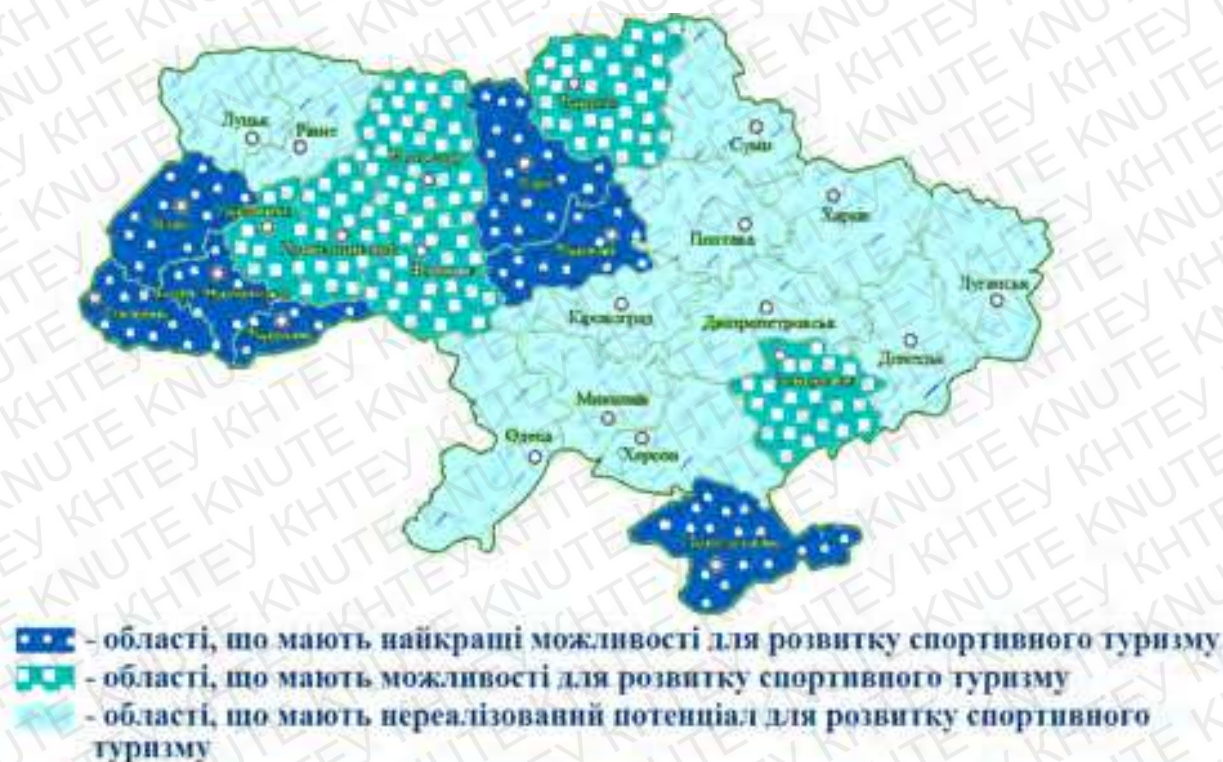 Луцьк
Рівне
Суми
Харків
Полтава
Луганськ
Кіровоград
Дніпропетровськ
Донецьк
Миколаїв
Одеса
Херсон
- області, що мають найкращі можливості для розвитку спортивного туризму
- області, що мають можливості для розвитку спортивного туризму
- області, що мають нереалізований потенціал для розвитку спортивного
туризму
KNUTE KHTEY